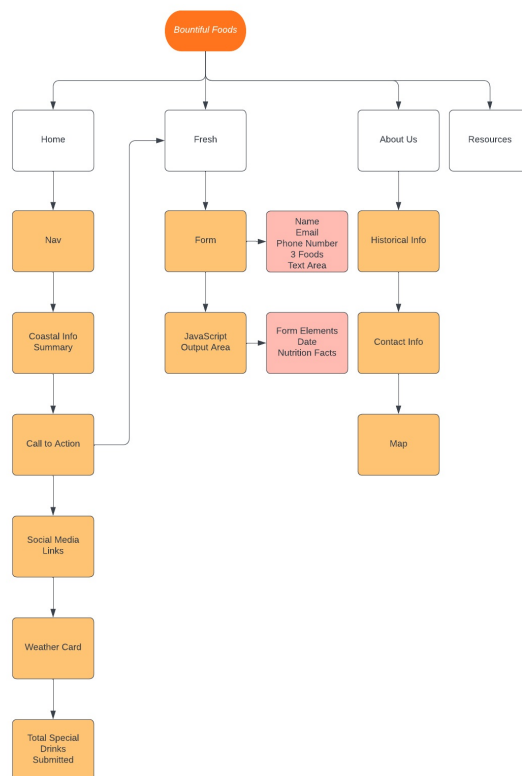 Bountiful Foods
Home
Fresh
About Us
Resources
Nav
Form
Name
Email
Phone Number
3 Foods
Text Area
Historical Info
Coastal Info
Summary
JavaScript
Output Area
Form Elements
Date
Nutrition Facts
Contact Info
Call to Action
Map
Social Media
Links
Weather Card
Total Special
Drinks
Submitted